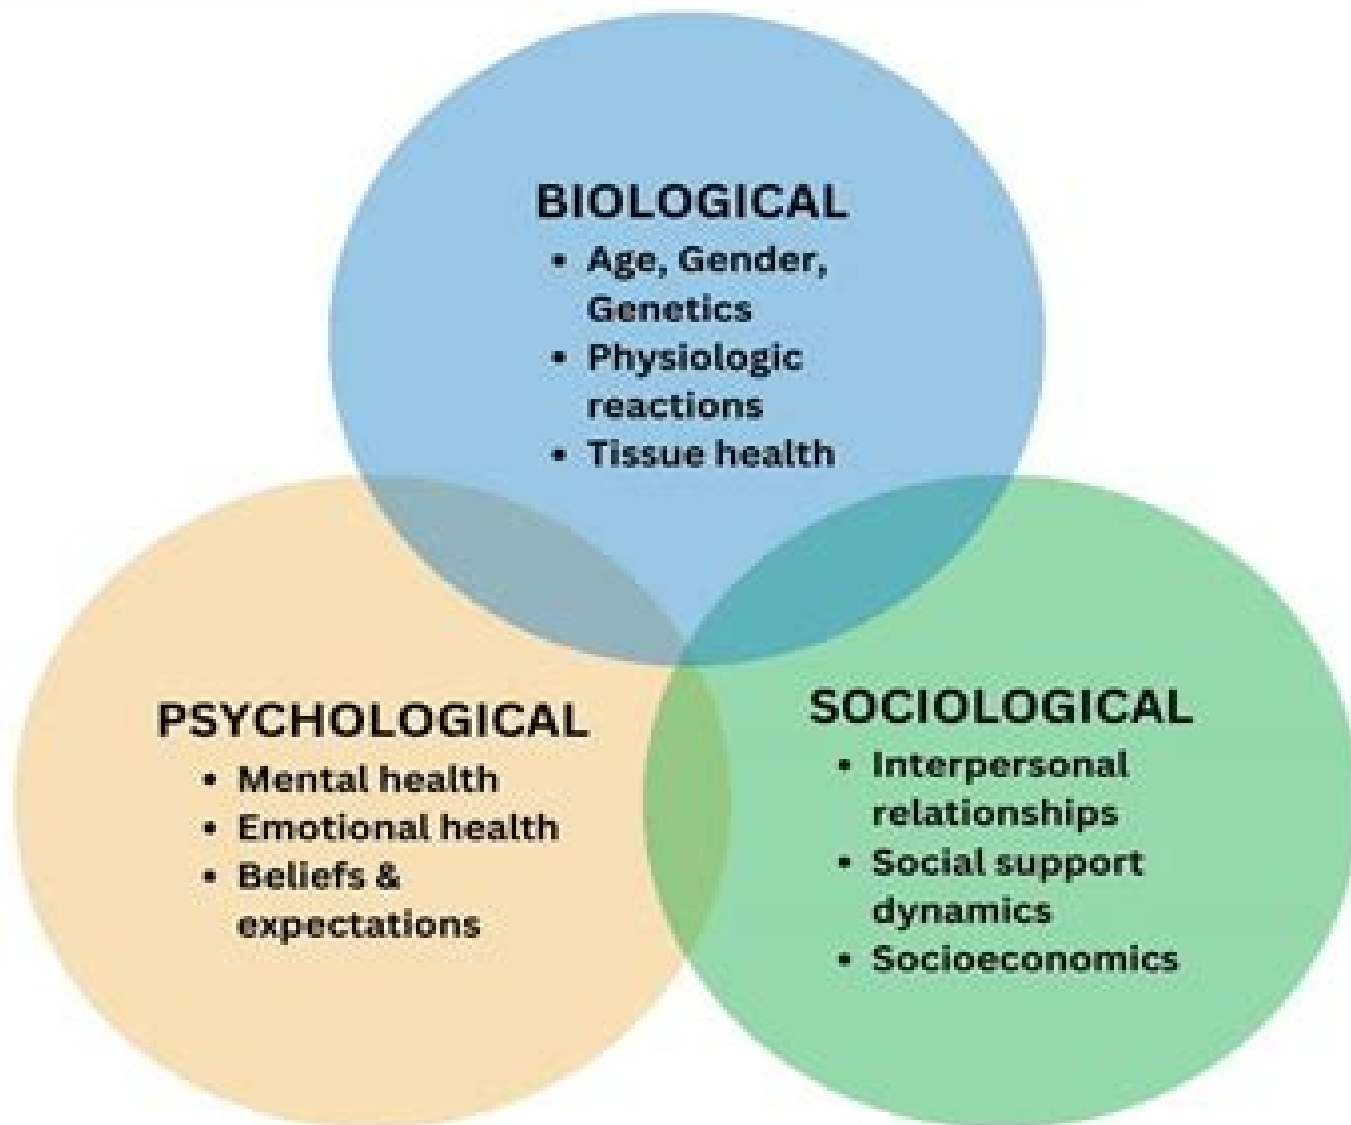 BIOLOGICAL
• Age, Gender,
Genetics
• Physiologic
reactions
• Tissue health
PSYCHOLOGICAL
• Mental health
• Emotional health
• Beliefs &
expectations
SOCIOLOGICAL
• Interpersonal
relationships
• Social support
dynamics
• Socioeconomics